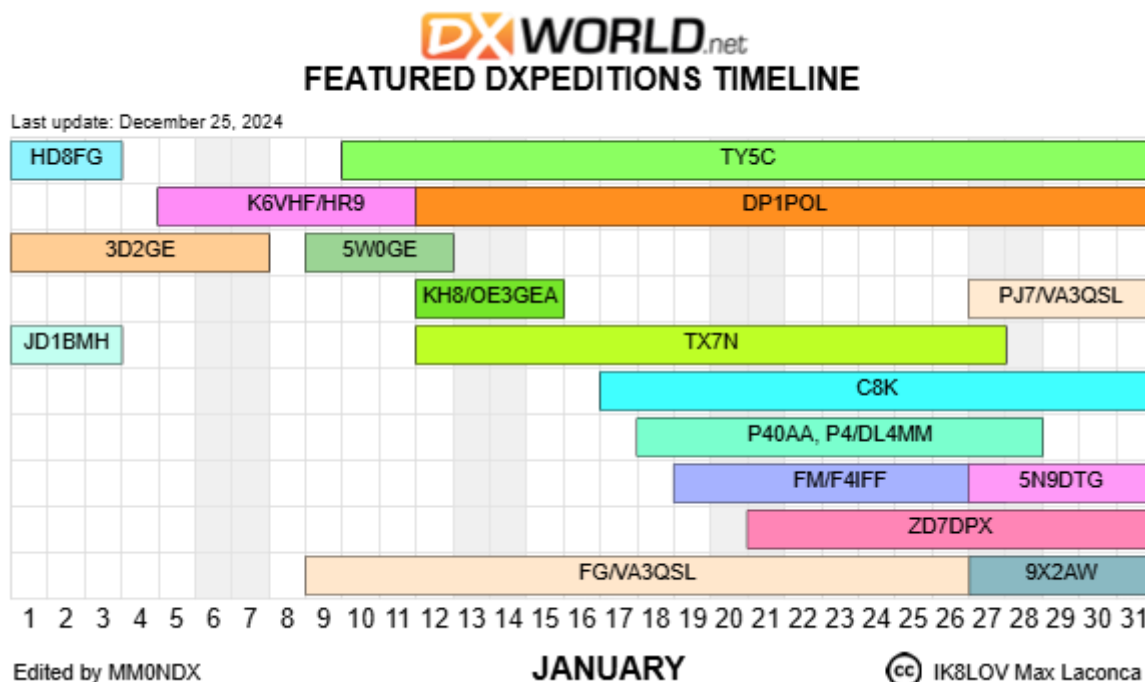 DX WORLD.net
FEATURED DXPEDITIONS TIMELINE
Last update: December 25, 2024
HD8FG TY5C
K6VHF/HR9 DP1POL
3D2GE 5W0GE
KH8/OE3GEA PJ7/VA3QSL
JD1BMH TX7N
C8K
P40AA, P4/DL4MM
FM/F4IFF 5N9DTG
ZD7DPX
FG/VA3QSL 9X2AW
1 2 3 4 5 6 7 8 9 10 11 12 13 14 15 16 17 18 19 20 21 22 23 24 25 26 27 28 29 30 31
Edited by MM0NDX JANUARY cc IK8LOV Max Laconca